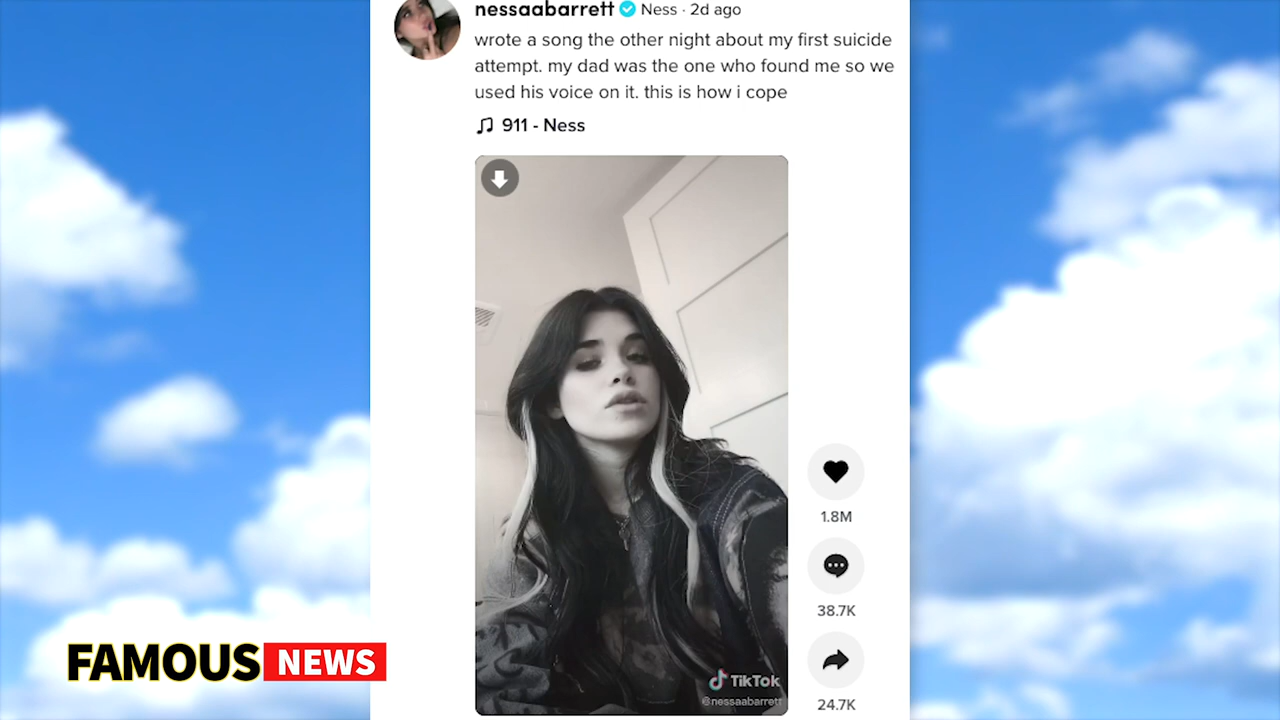 nessaabarrett Ness · 2d ago
wrote a song the other night about my first suicide
attempt. my dad was the one who found me so we
used his voice on it. this is how i cope
911 - Ness
1.8M
38.7K
24.7K
TikTok
@nessaabarrett
FAMOUS NEWS